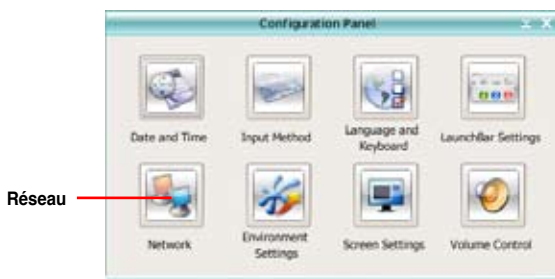 Configuration Panel
Date and Time
Input Method
Language and
Keyboard
LaunchBar Settings
Réseau
Network
Environment
Settings
Screen Settings
Volume Control